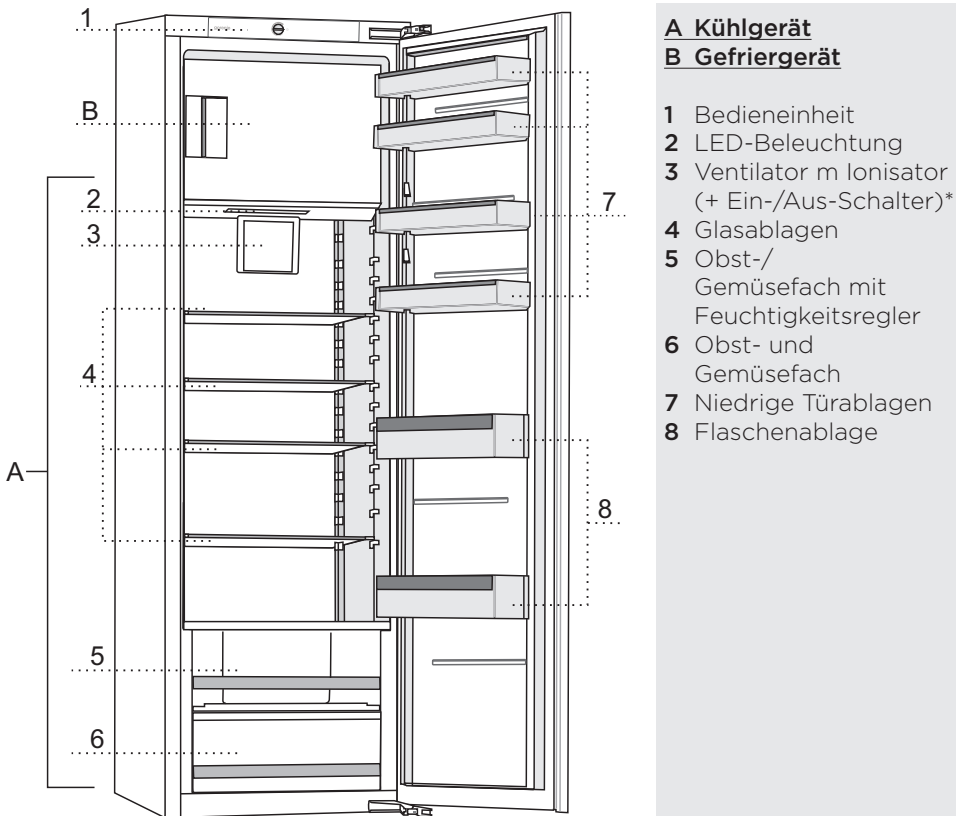 1
B
2
3
4
A
5
6
7
8
A Kühlgerät
B Gefriergerät
1 Bedieneinheit
2 LED-Beleuchtung
3 Ventilator m Ionisator
(+ Ein-/Aus-Schalter)*
4 Glasablagen
5 Obst-/
Gemüsefach mit
Feuchtigkeitsregler
6 Obst- und
Gemüsefach
7 Niedrige Türablagen
8 Flaschenablage